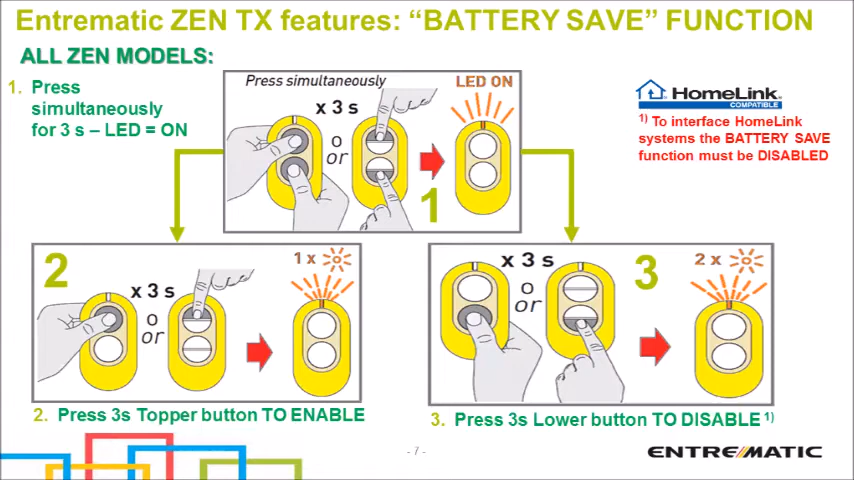 Entrematic ZEN TX features: “BATTERY SAVE” FUNCTION
ALL ZEN MODELS:
1. Press
simultaneously
for 3 s – LED = ON
Press simultaneously
x 3 s
o
or
LED ON
1
HomeLink®
COMPATIBLE
1) To interface HomeLink
systems the BATTERY SAVE
function must be DISABLED
2
x 3 s
o
or
1 x
2. Press 3s Topper button TO ENABLE
x 3 s
o
or
3
2 x
3. Press 3s Lower button TO DISABLE 1)
- 7 -
ENTREMATIC